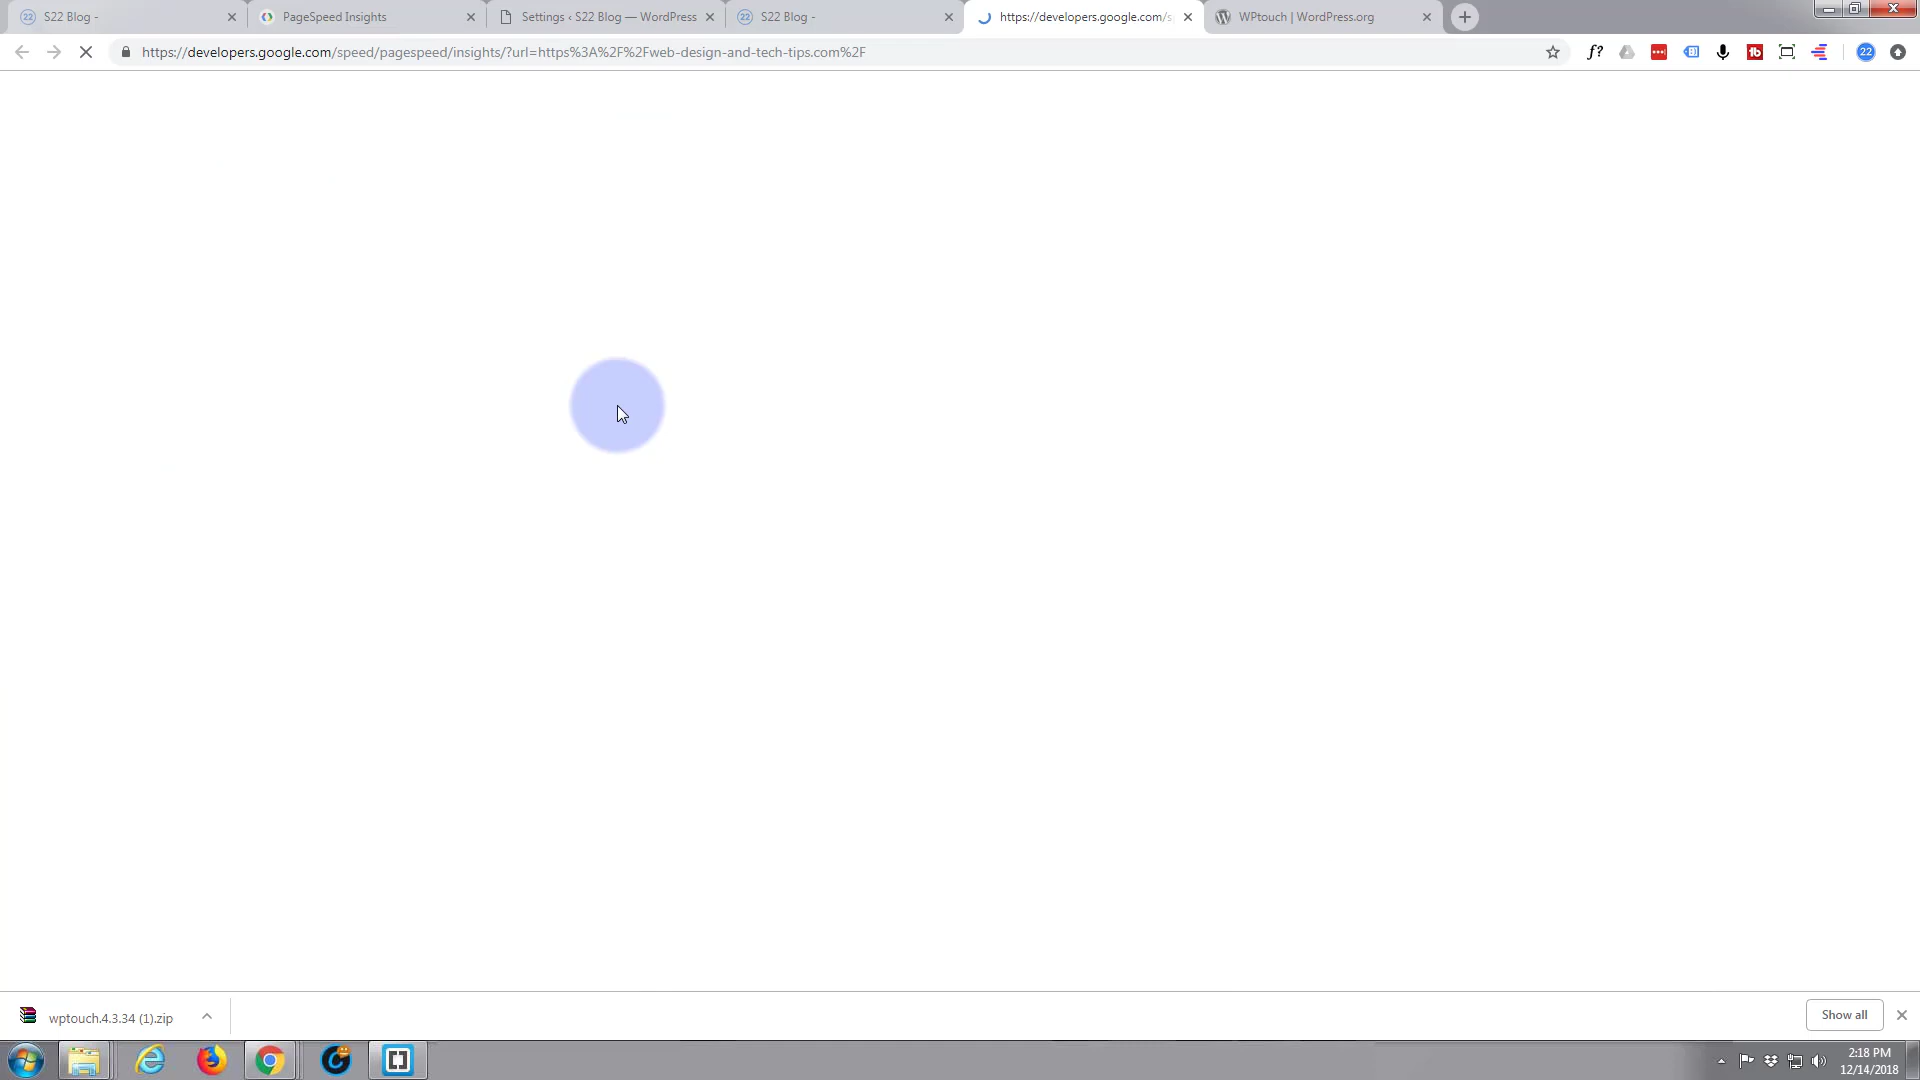 S22 Blog -
PageSpeed Insights
Settings ‹ S22 Blog — WordPress
S22 Blog -
https://developers.google.com/s
WPtouch | WordPress.org
https://developers.google.com/speed/pagespeed/insights/?url=https%3A%2F%2Fweb-design-and-tech-tips.com%2F
f?
22
wptouch.4.3.34 (1).zip
Show all
2:18 PM
12/14/2018